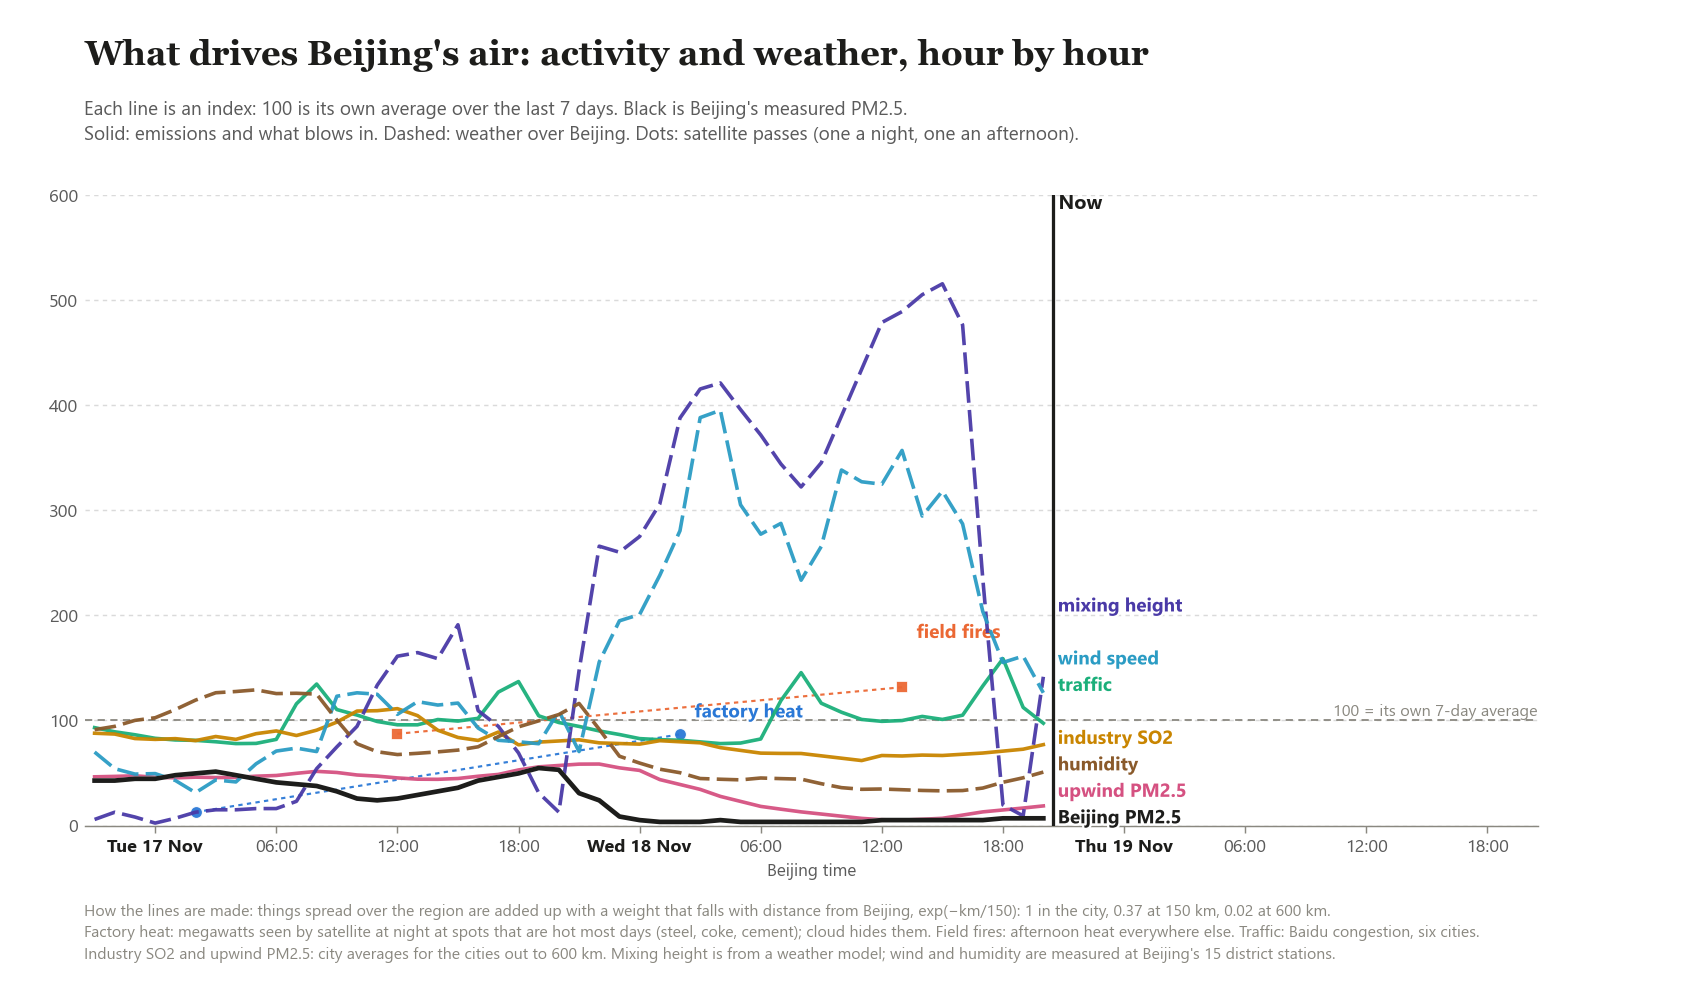 What drives Beijing's air: activity and weather, hour by hour
Each line is an index: 100 is its own average over the last 7 days. Black is Beijing's measured PM2.5.
Solid: emissions and what blows in. Dashed: weather over Beijing. Dots: satellite passes (one a night, one an afternoon).
600
Now
500
400
300
200
mixing height
field fires
wind speed
traffic
factory heat
100 = its own 7-day average
100
industry SO2
humidity
upwind PM2.5
Beijing PM2.5
0
Tue 17 Nov
06:00
12:00
18:00
Wed 18 Nov
06:00
12:00
18:00
Thu 19 Nov
06:00
12:00
18:00
Beijing time
How the lines are made: things spread over the region are added up with a weight that falls with distance from Beijing, exp(−km/150): 1 in the city, 0.37 at 150 km, 0.02 at 600 km.
Factory heat: megawatts seen by satellite at night at spots that are hot most days (steel, coke, cement); cloud hides them. Field fires: afternoon heat everywhere else. Traffic: Baidu congestion, six cities.
Industry SO2 and upwind PM2.5: city averages for the cities out to 600 km. Mixing height is from a weather model; wind and humidity are measured at Beijing's 15 district stations.